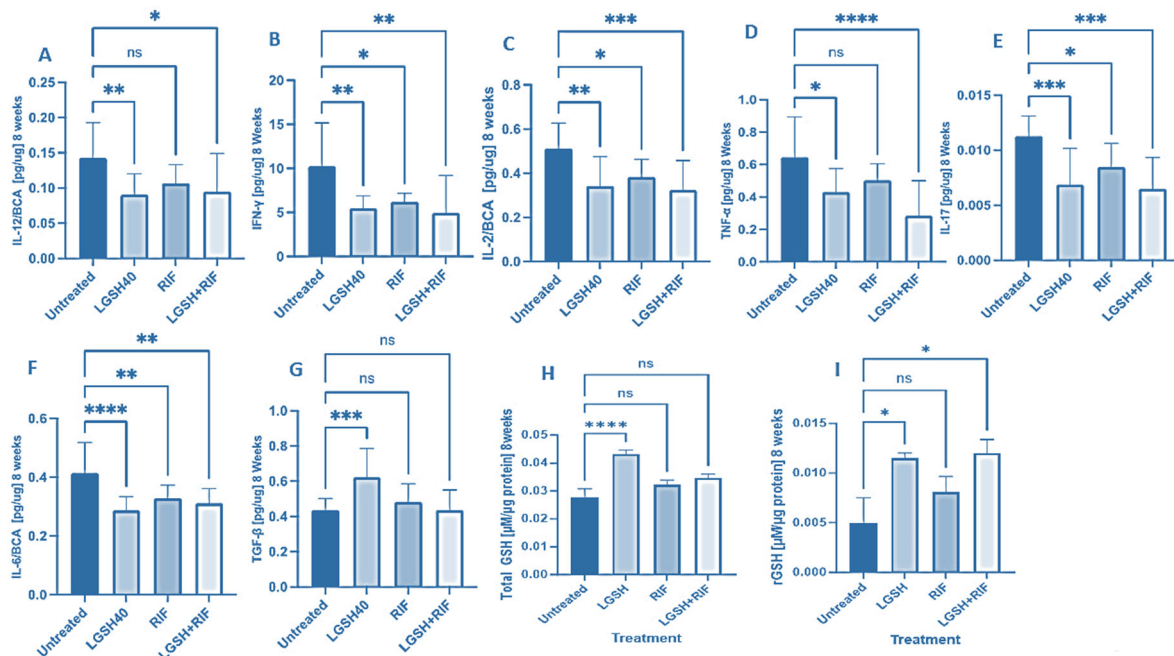 A
*
ns
**
IL-12/BCA [pg/ug] 8 weeks
0.25
0.20
0.15
0.10
0.05
0.00
Untreated
LGSH40
RIF
LGSH+RIF
B
**
*
**
IFN-γ [pg/ug] 8 Weeks
20
15
10
5
0
Untreated
LGSH40
RIF
LGSH+RIF
C
***
*
**
IL-2/BCA [pg/ug] 8 weeks
0.8
0.6
0.4
0.2
0.0
Untreated
LGSH40
RIF
LGSH+RIF
D
****
ns
*
TNF-α [pg/ug] 8 Weeks
1.0
0.8
0.6
0.4
0.2
0.0
Untreated
LGSH40
RIF
LGSH+RIF
E
***
*
***
IL-17 [pg/ug] 8 Weeks
0.015
0.010
0.005
0.000
Untreated
LGSH40
RIF
LGSH+RIF
F
**
**
****
IL-6/BCA [pg/ug] 8 Weeks
0.6
0.4
0.2
0.0
Untreated
LGSH40
RIF
LGSH+RIF
G
ns
ns
***
TGF-β [pg/ug] 8 Weeks
1.0
0.8
0.6
0.4
0.2
0.0
Untreated
LGSH40
RIF
LGSH+RIF
H
ns
ns
****
Total GSH [µM/µg protein] 8weeks
0.05
0.04
0.03
0.02
0.01
0.00
Untreated
LGSH
RIF
LGSH+RIF
Treatment
I
*
ns
*
rGSH [µM/µg protein] 8 weeks
0.015
0.010
0.005
0.000
Untreated
LGSH
RIF
LGSH+RIF
Treatment